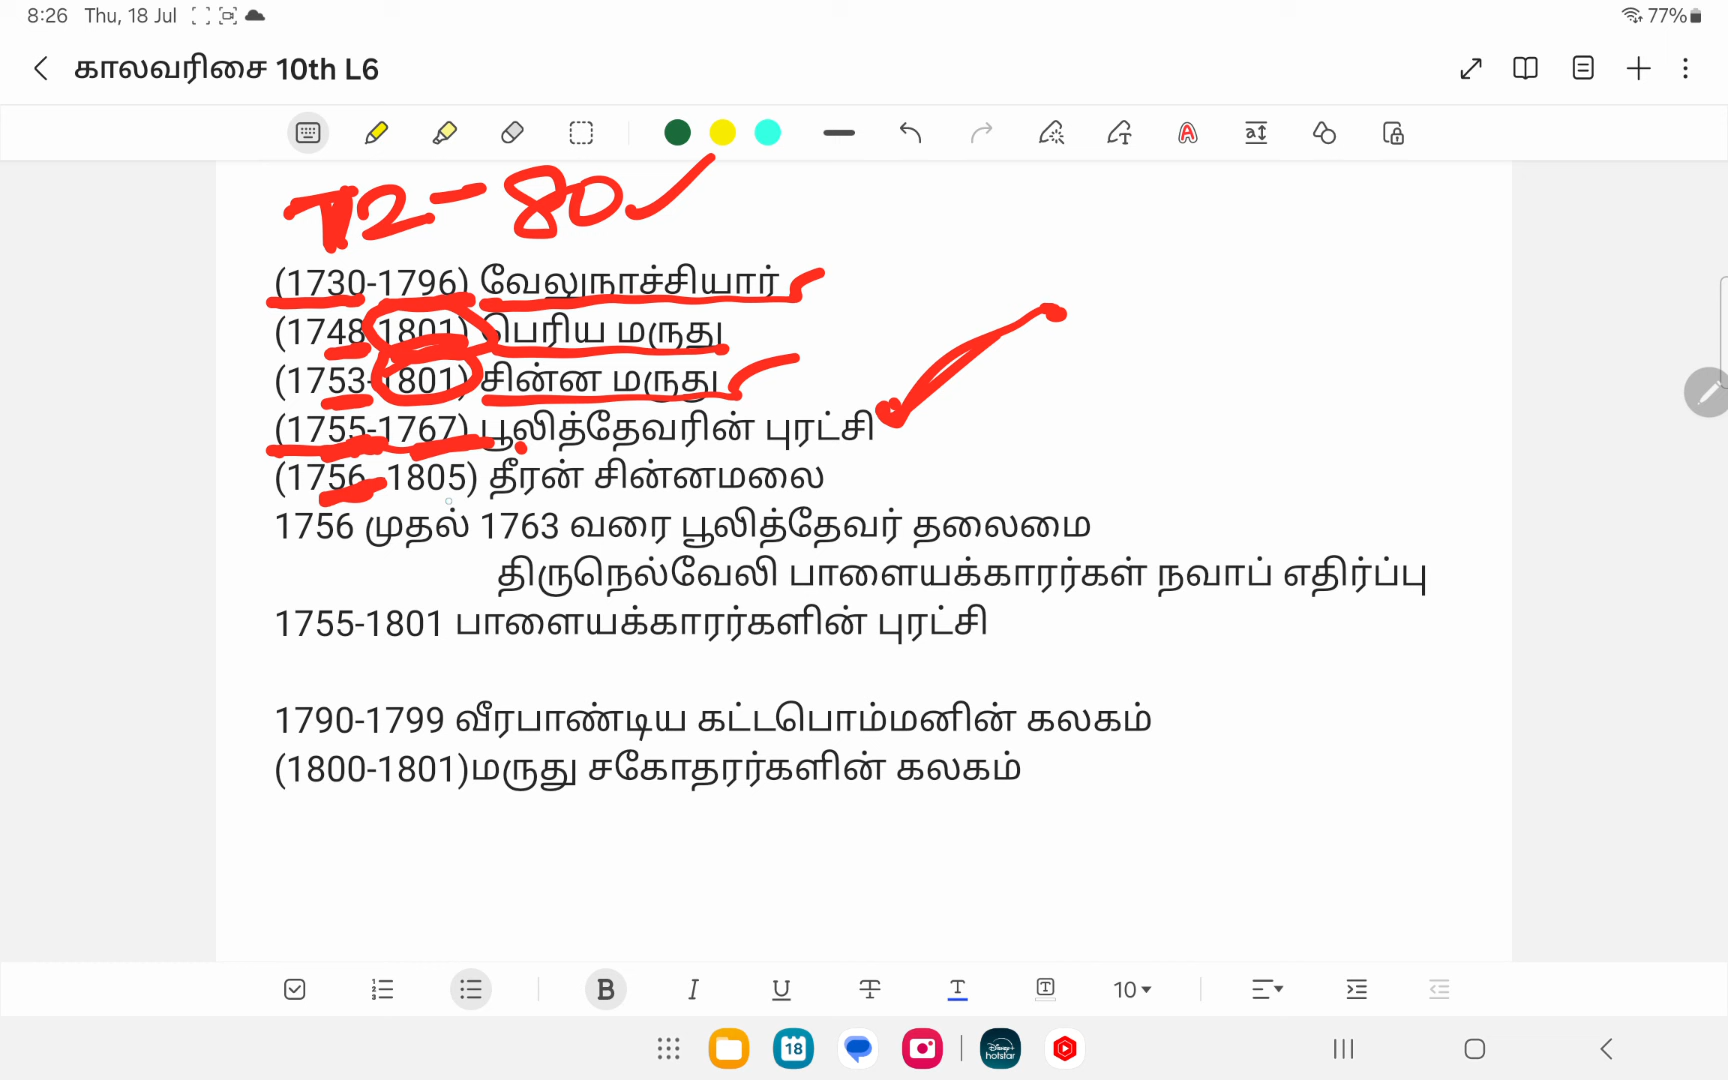 8:26 Thu, 18 Jul 77%
காலவரிசை 10th L6
72-80
(1730-1796) வேலுநாச்சியார்
(1748-1801) பெரிய மருது
(1753-1801) சின்ன மருது
(1755-1767) பூலித்தேவரின் புரட்சி
(1756-1805) தீரன் சின்னமலை
1756 முதல் 1763 வரை பூலித்தேவர் தலைமை
திருநெல்வேலி பாளையக்காரர்கள் நவாப் எதிர்ப்பு
1755-1801 பாளையக்காரர்களின் புரட்சி
1790-1799 வீரபாண்டிய கட்டபொம்மனின் கலகம்
(1800-1801)மருது சகோதரர்களின் கலகம்
10
18
Disney+ hotstar